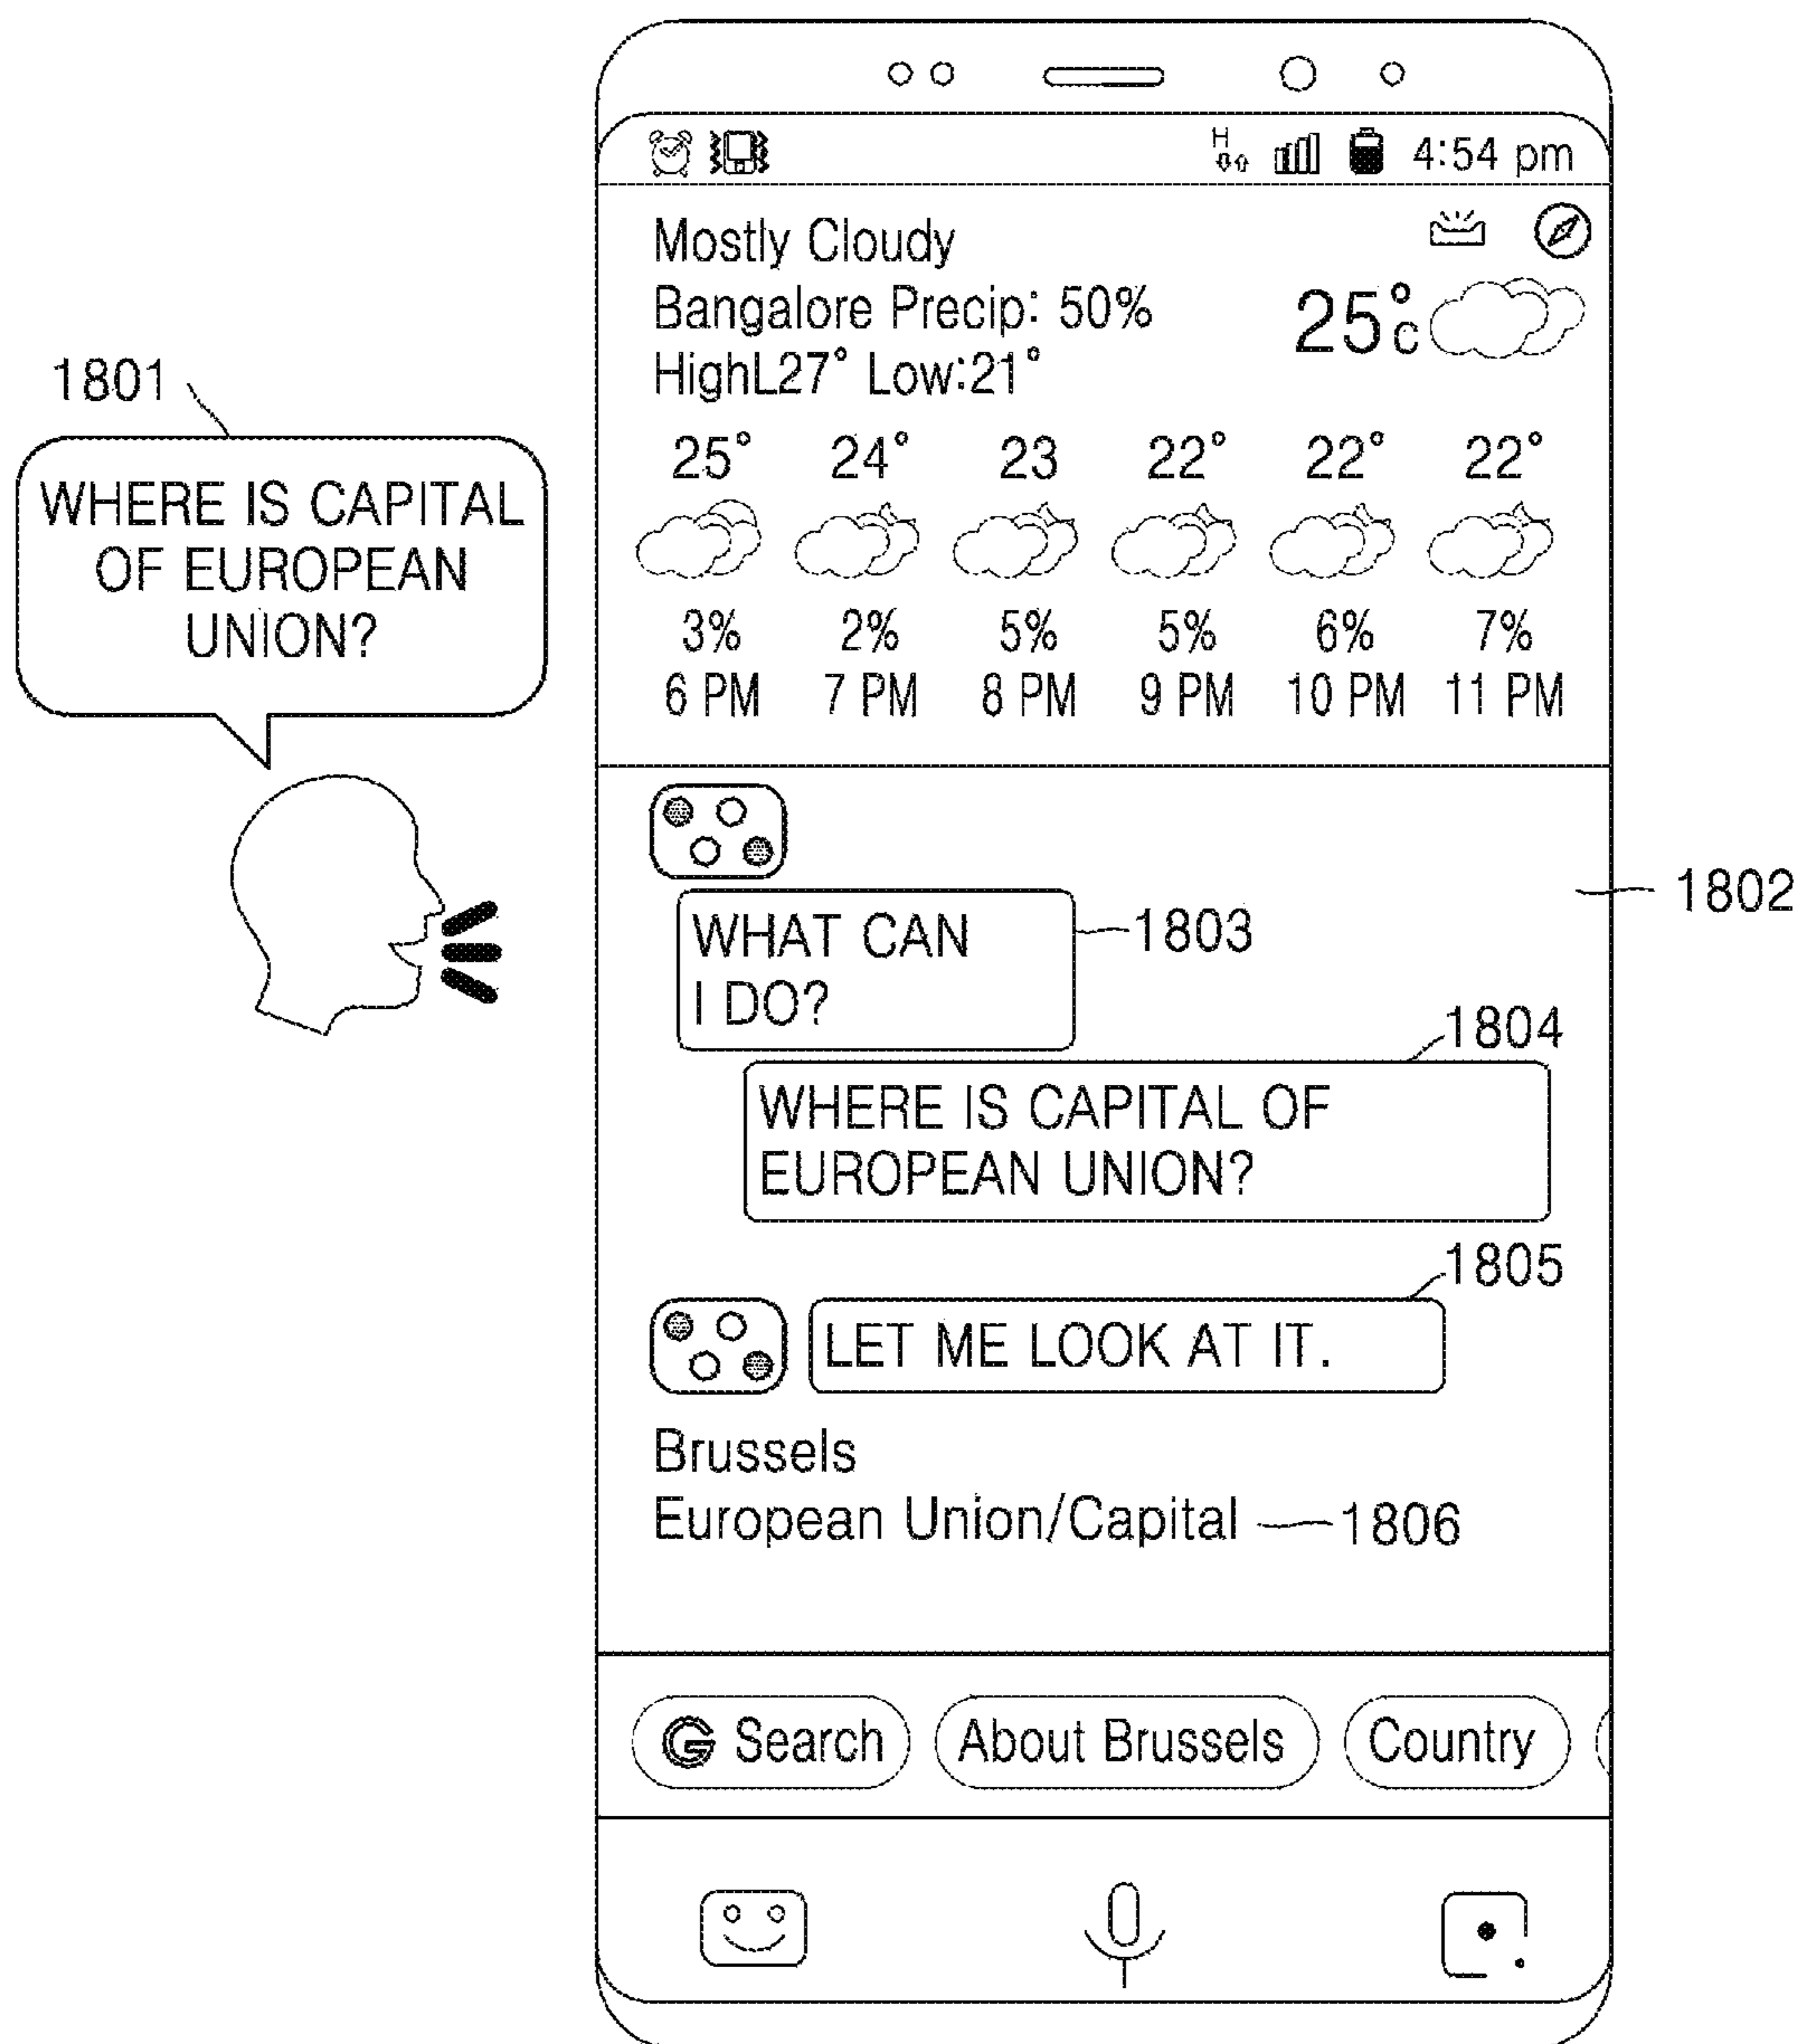 4:54 pm
Mostly Cloudy
Bangalore Precip: 50%
HighL27° Low:21°
25°C
25° 24° 23 22° 22° 22°
3% 2% 5% 5% 6% 7%
6 PM 7 PM 8 PM 9 PM 10 PM 11 PM
1801
WHERE IS CAPITAL
OF EUROPEAN
UNION?
1802
WHAT CAN
I DO?
1803
1804
WHERE IS CAPITAL OF
EUROPEAN UNION?
1805
LET ME LOOK AT IT.
Brussels
European Union/Capital
1806
G Search About Brussels Country